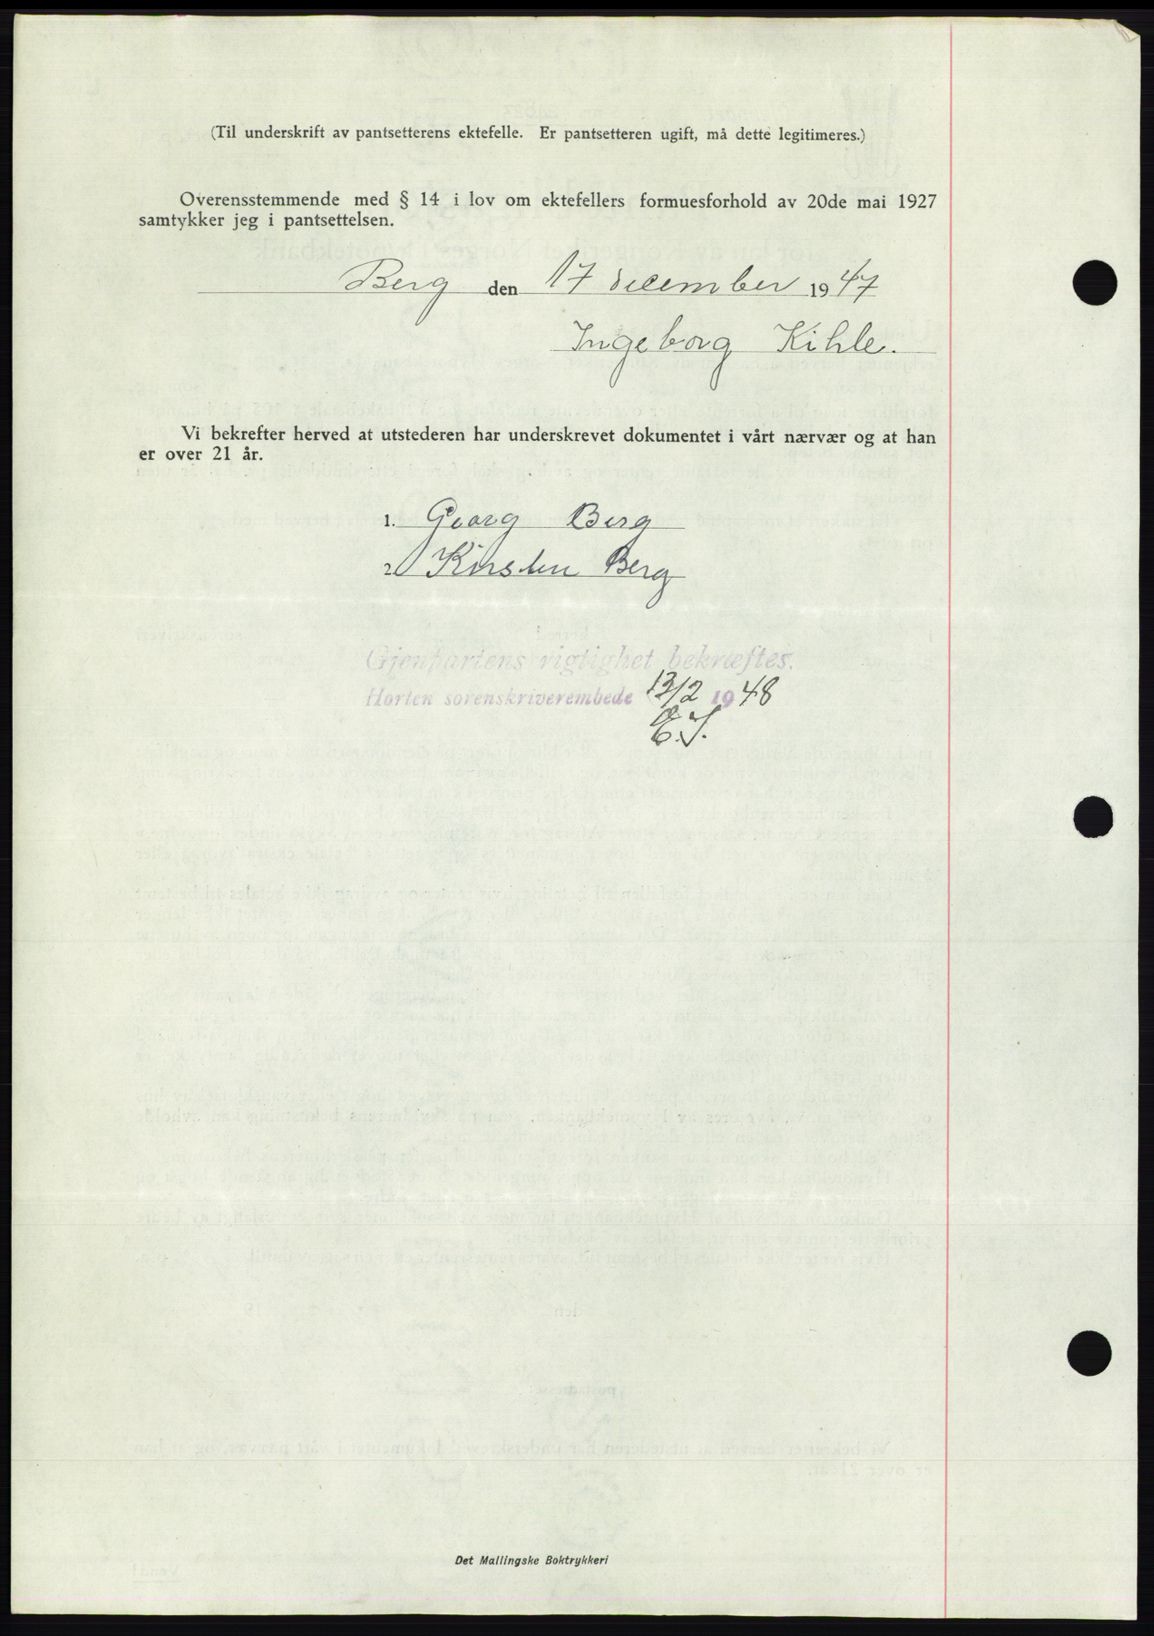 (Til underskrift av pantsetterens ektefelle. Er pantsetteren ugift, må dette legitimeres.)
Overensstemmende med § 14 i lov om ektefellers formuesforhold av 20de mai 1927
samtykker jeg i pantsettelsen.
Berg den 17 december 1947
Ingeborg Kihle.
Vi bekrefter herved at utstederen har underskrevet dokumentet i vårt nærvær og at han
er over 21 år.
1. Georg Berg
2. Kirsten Berg
Gjenpartens rigtighet bekræftes.
Horten sorenskriverembede 13/2 1948
E.J.
Det Mallingske Boktrykkeri